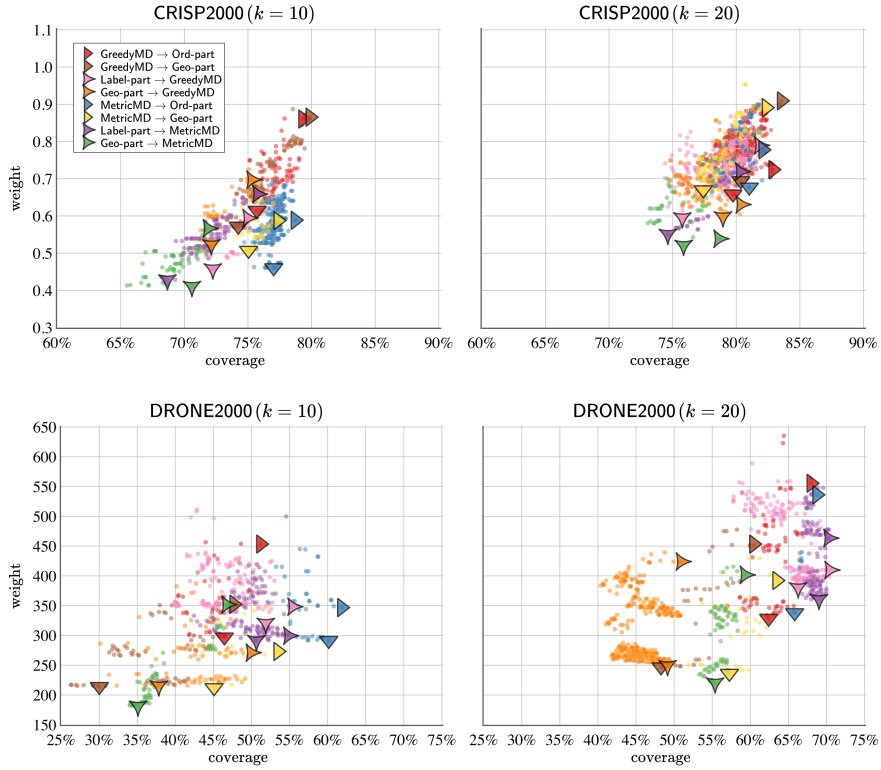 CRISP2000 (k = 10)
CRISP2000 (k = 20)
1.1
1.0
0.9
0.8
0.7
0.6
0.5
0.4
0.3
weight
GreedyMD → Ord-part
GreedyMD → Geo-part
Label-part → GreedyMD
Geo-part → GreedyMD
MetricMD → Ord-part
MetricMD → Geo-part
Label-part → MetricMD
Geo-part → MetricMD
60% 65% 70% 75% 80% 85% 90%
coverage
60% 65% 70% 75% 80% 85% 90%
coverage
DRONE2000 (k = 10)
DRONE2000 (k = 20)
650
600
550
500
450
400
350
300
250
200
150
weight
25% 30% 35% 40% 45% 50% 55% 60% 65% 70% 75%
coverage
25% 30% 35% 40% 45% 50% 55% 60% 65% 70% 75%
coverage